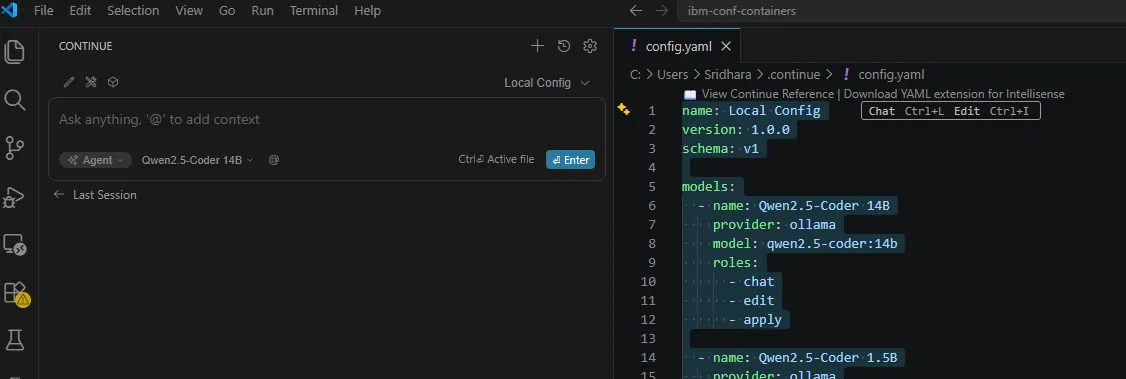 File Edit Selection View Go Run Terminal Help
ibm-conf-containers
CONTINUE
Local Config
Ask anything, '@' to add context
Agent Qwen2.5-Coder 14B @ Ctrl⏎ Active file ⏎ Enter
Last Session
config.yaml
C: > Users > Sridhara > .continue > ! config.yaml
View Continue Reference | Download YAML extension for Intellisense
1 name: Local Config
Chat Ctrl+L Edit Ctrl+I
2 version: 1.0.0
3 schema: v1
4
5 models:
6 - name: Qwen2.5-Coder 14B
7 provider: ollama
8 model: qwen2.5-coder:14b
9 roles:
10 - chat
11 - edit
12 - apply
13
14 - name: Qwen2.5-Coder 1.5B
15 provider: ollama